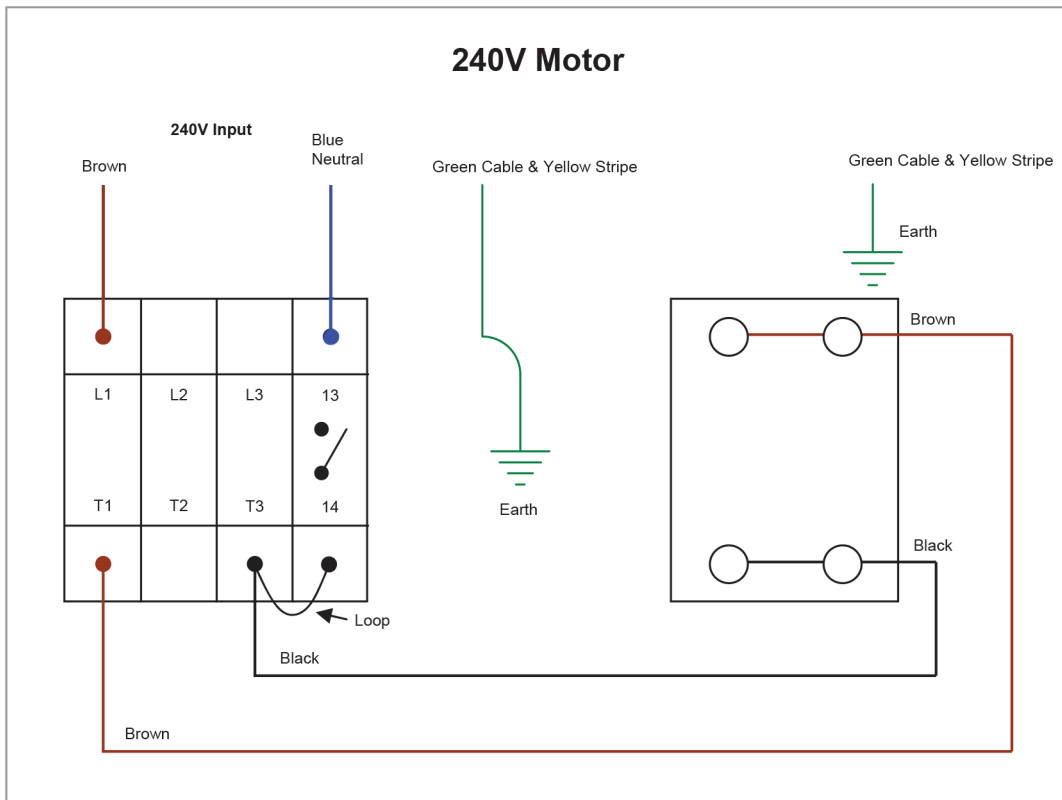 240V Motor
240V Input
Brown
Blue
Neutral
Green Cable & Yellow Stripe
Green Cable & Yellow Stripe
Earth
Brown
L1
L2
L3
13
T1
T2
T3
14
Earth
Black
Loop
Black
Brown